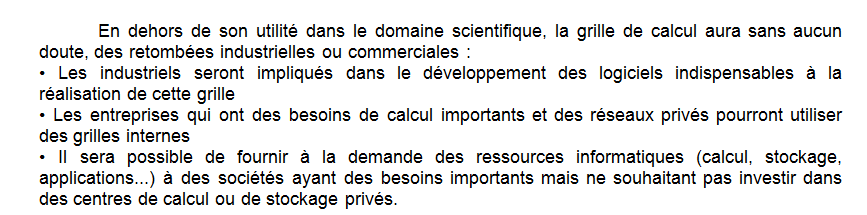 En dehors de son utilité dans le domaine scientifique, la grille de calcul aura sans aucun
doute, des retombées industrielles ou commerciales :
• Les industriels seront impliqués dans le développement des logiciels indispensables à la
réalisation de cette grille
• Les entreprises qui ont des besoins de calcul importants et des réseaux privés pourront utiliser
des grilles internes
• Il sera possible de fournir à la demande des ressources informatiques (calcul, stockage,
applications...) à des sociétés ayant des besoins importants mais ne souhaitant pas investir dans
des centres de calcul ou de stockage privés.